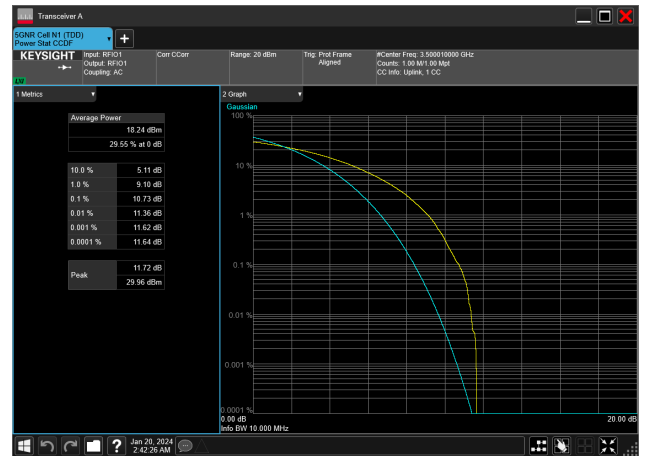 Transceiver A
5GNR Cell N1 (TDD)
Power Stat CCDF
KEYSIGHT
Input: RFIO1
Output: RFIO1
Coupling: AC
Corr CCorr
Range: 20 dBm
Trig: Prot Frame
Aligned
#Center Freq: 3.500010000 GHz
Counts: 1.00 M/1.00 Mpt
CC Info: Uplink, 1 CC
1 Metrics
Average Power
18.24 dBm
29.55 % at 0 dB
10.0 % 5.11 dB
1.0 % 9.10 dB
0.1 % 10.73 dB
0.01 % 11.36 dB
0.001 % 11.62 dB
0.0001 % 11.64 dB
Peak
11.72 dB
29.96 dBm
2 Graph
Gaussian
100 %
10 %
1 %
0.1 %
0.01 %
0.001 %
0.0001 %
0.00 dB 20.00 dB
Info BW 10.000 MHz
Jan 20, 2024
2:42:26 AM